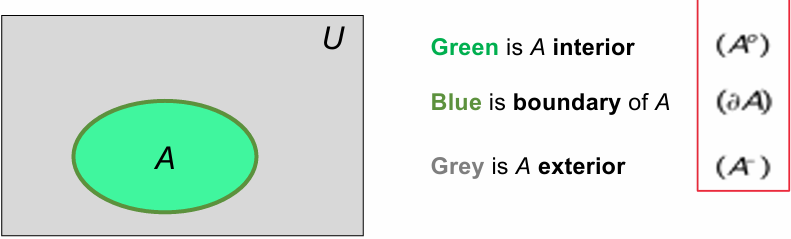 U
A
Green is A interior (A°)
Blue is boundary of A (∂A)
Grey is A exterior (A⁻)